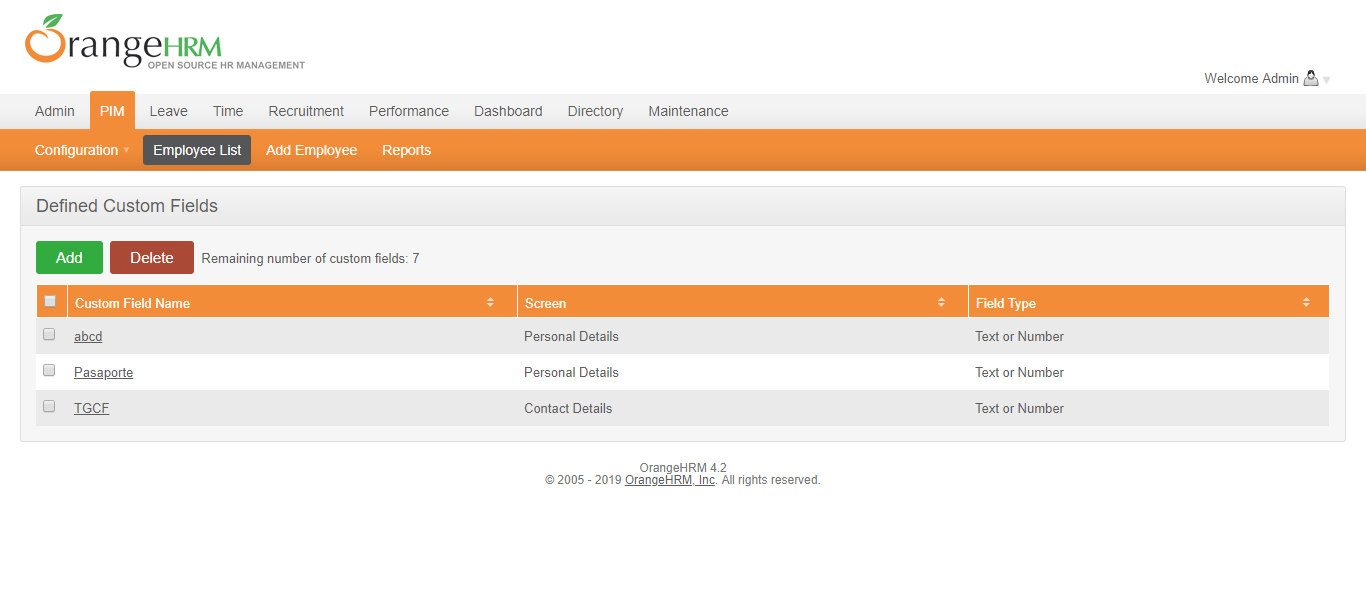 OrangeHRM
OPEN SOURCE HR MANAGEMENT
Welcome Admin
Admin PIM Leave Time Recruitment Performance Dashboard Directory Maintenance
Configuration Employee List Add Employee Reports
Defined Custom Fields
Add Delete Remaining number of custom fields: 7
Custom Field Name Screen Field Type
abcd Personal Details Text or Number
Pasaporte Personal Details Text or Number
TGCF Contact Details Text or Number
OrangeHRM 4.2
© 2005 - 2019 OrangeHRM, Inc. All rights reserved.